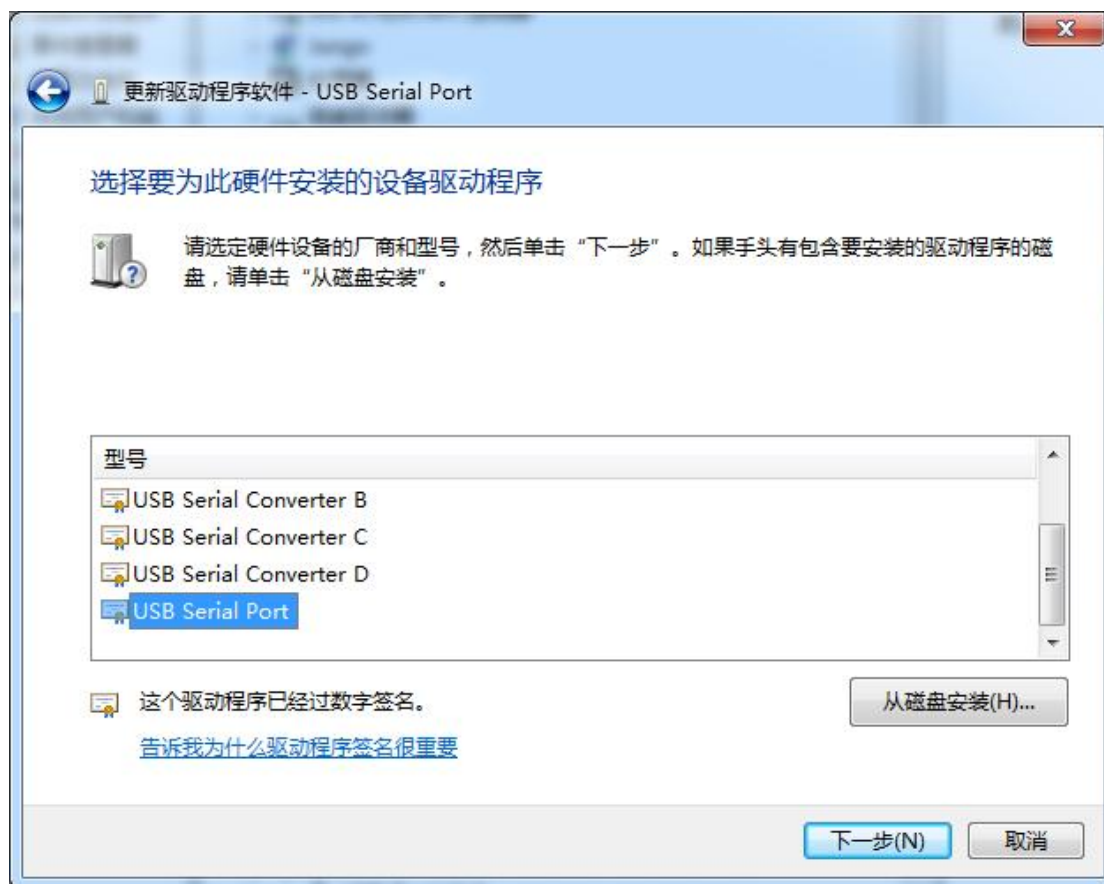 更新驱动程序软件 - USB Serial Port
选择要为此硬件安装的设备驱动程序
请选定硬件设备的厂商和型号，然后单击“下一步”。如果手头有包含要安装的驱动程序的磁
盘，请单击“从磁盘安装”。
型号
USB Serial Converter B
USB Serial Converter C
USB Serial Converter D
USB Serial Port
这个驱动程序已经过数字签名。
从磁盘安装(H)...
告诉我为什么驱动程序签名很重要
下一步(N)
取消